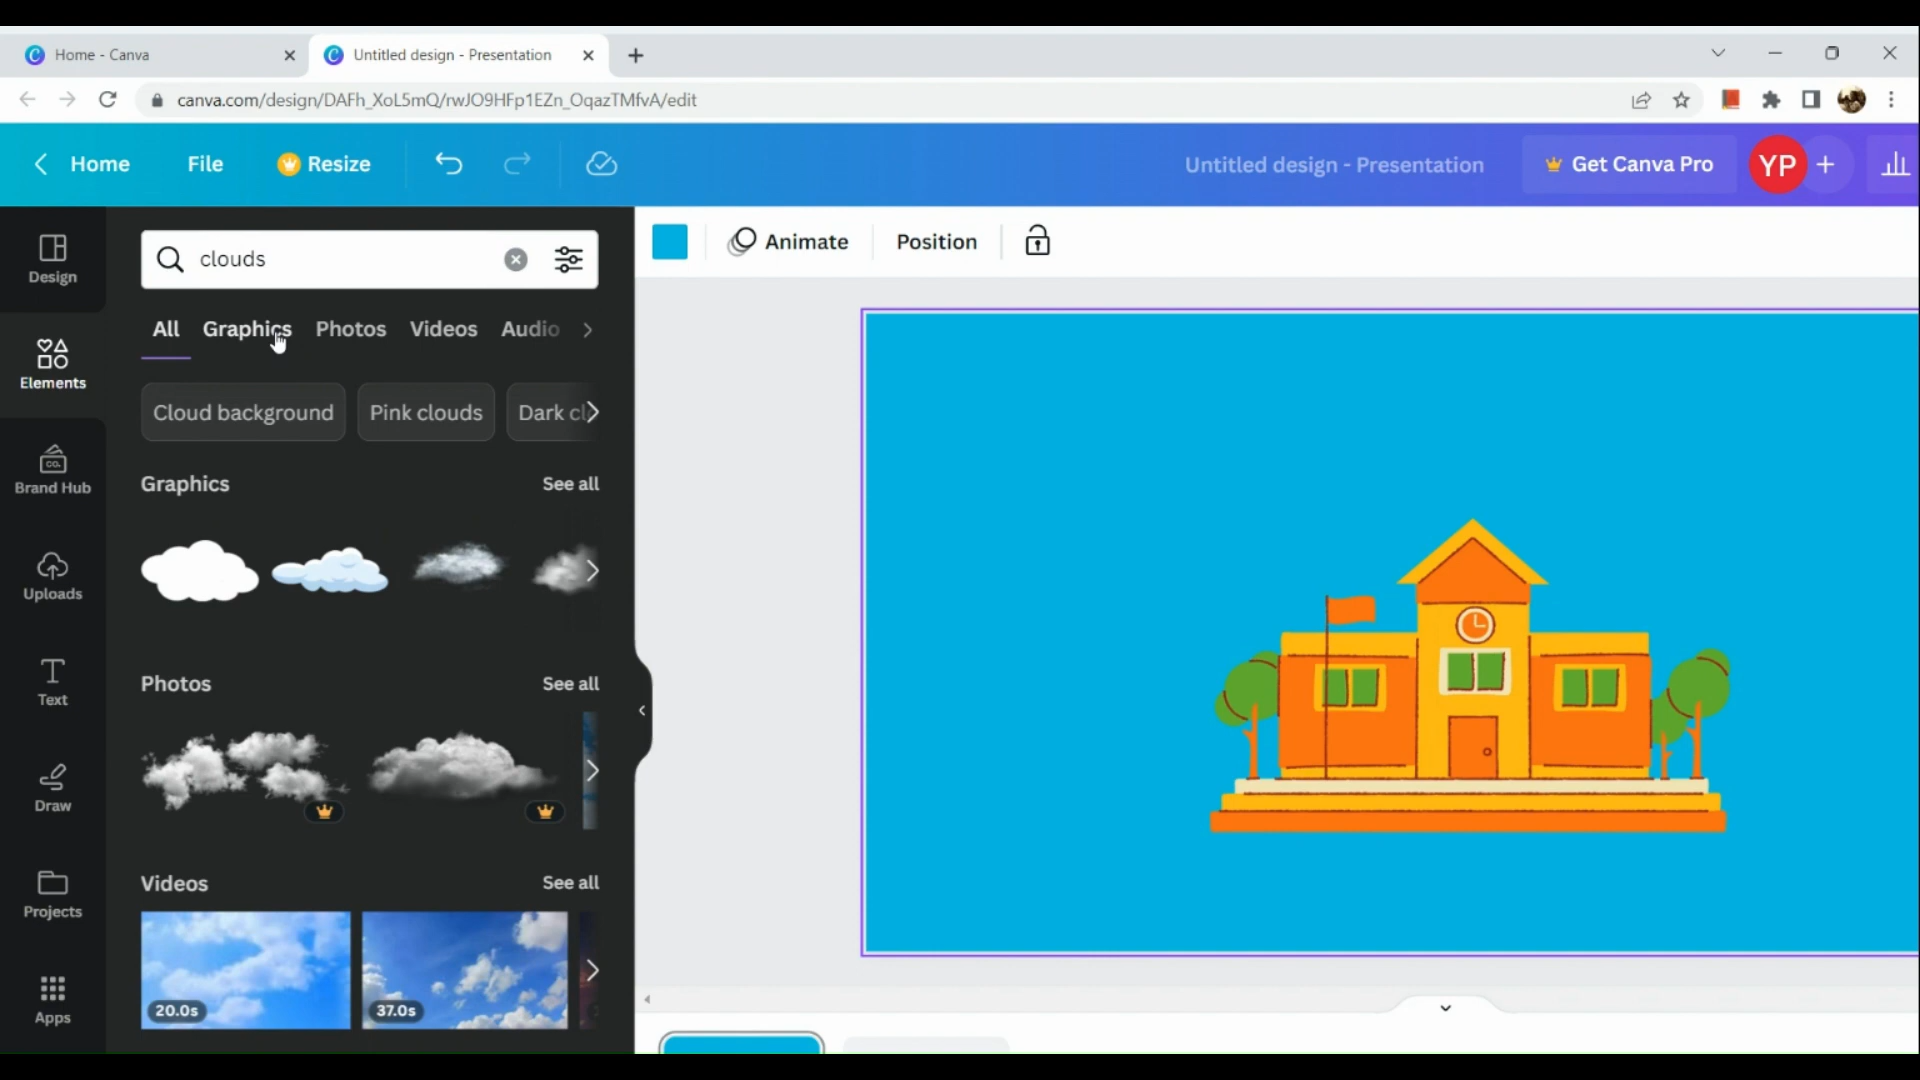 Home - Canva
Untitled design - Presentation
canva.com/design/DAFh_XoL5mQ/rwJO9HFp1EZn_OqazTMfvA/edit
Home File Resize
Untitled design - Presentation
Get Canva Pro
YP
Design
Elements
Brand Hub
CO.
Uploads
Text
Draw
Projects
Apps
clouds
All Graphics Photos Videos Audio
Cloud background Pink clouds Dark cl
Graphics See all
Photos See all
Videos See all
20.0s 37.0s
Animate Position